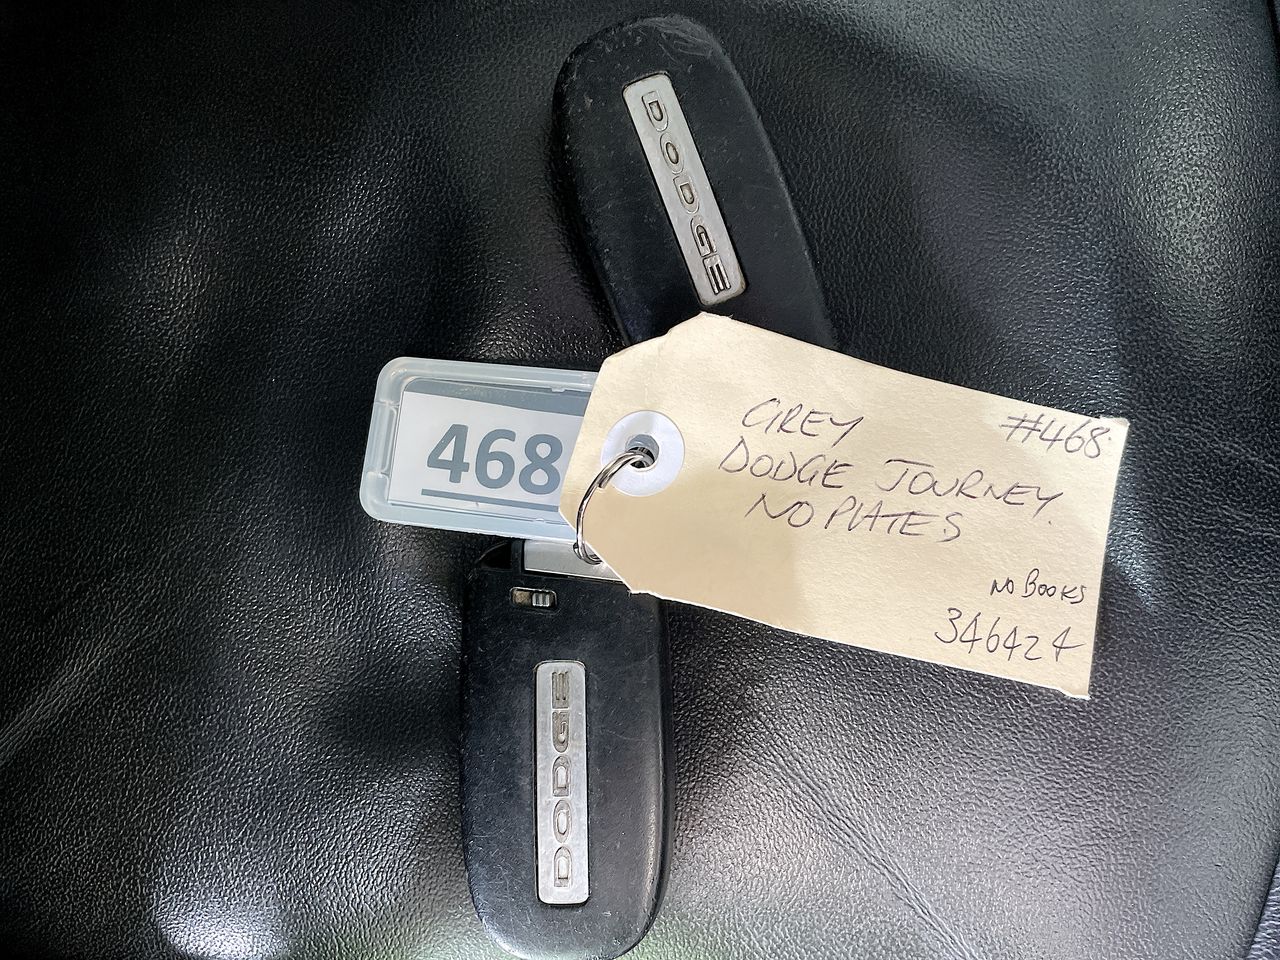 DODGE
468
GREY
#468
DODGE JOURNEY.
NO PLATES
NO BOOKS
346424
DODGE